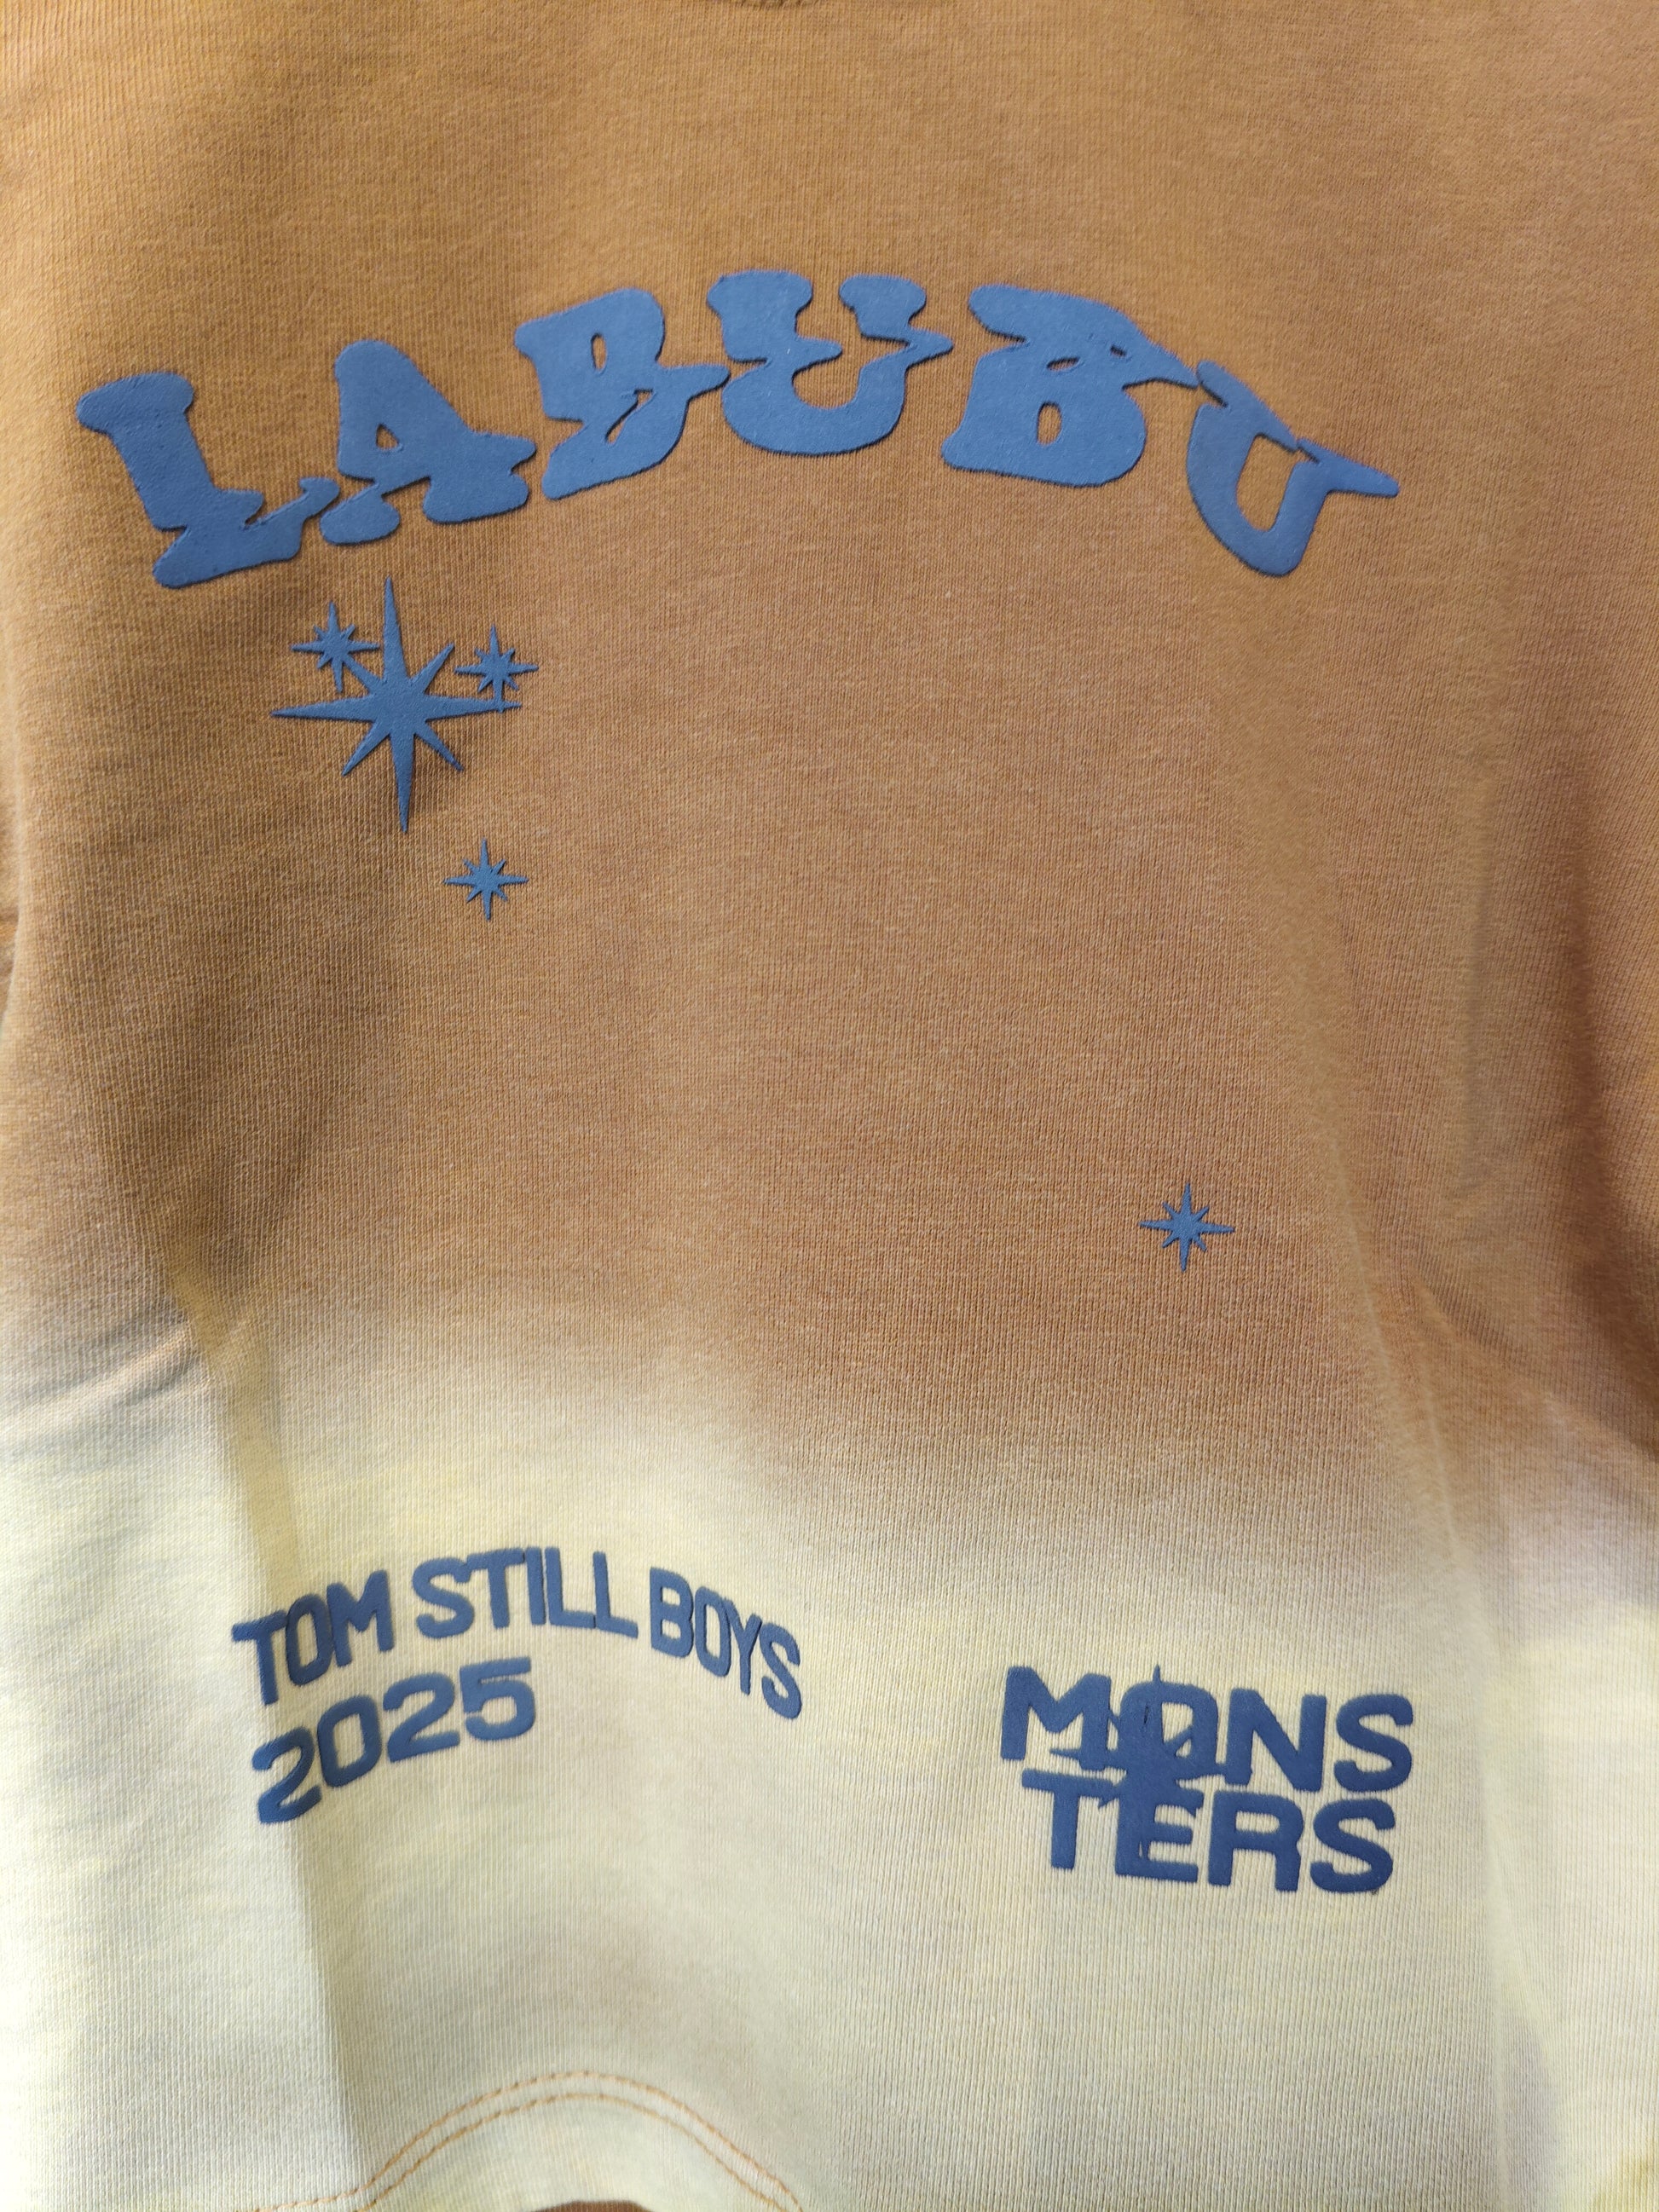 LABUBU
TOM STILL BOYS
2025
MONS
TERS